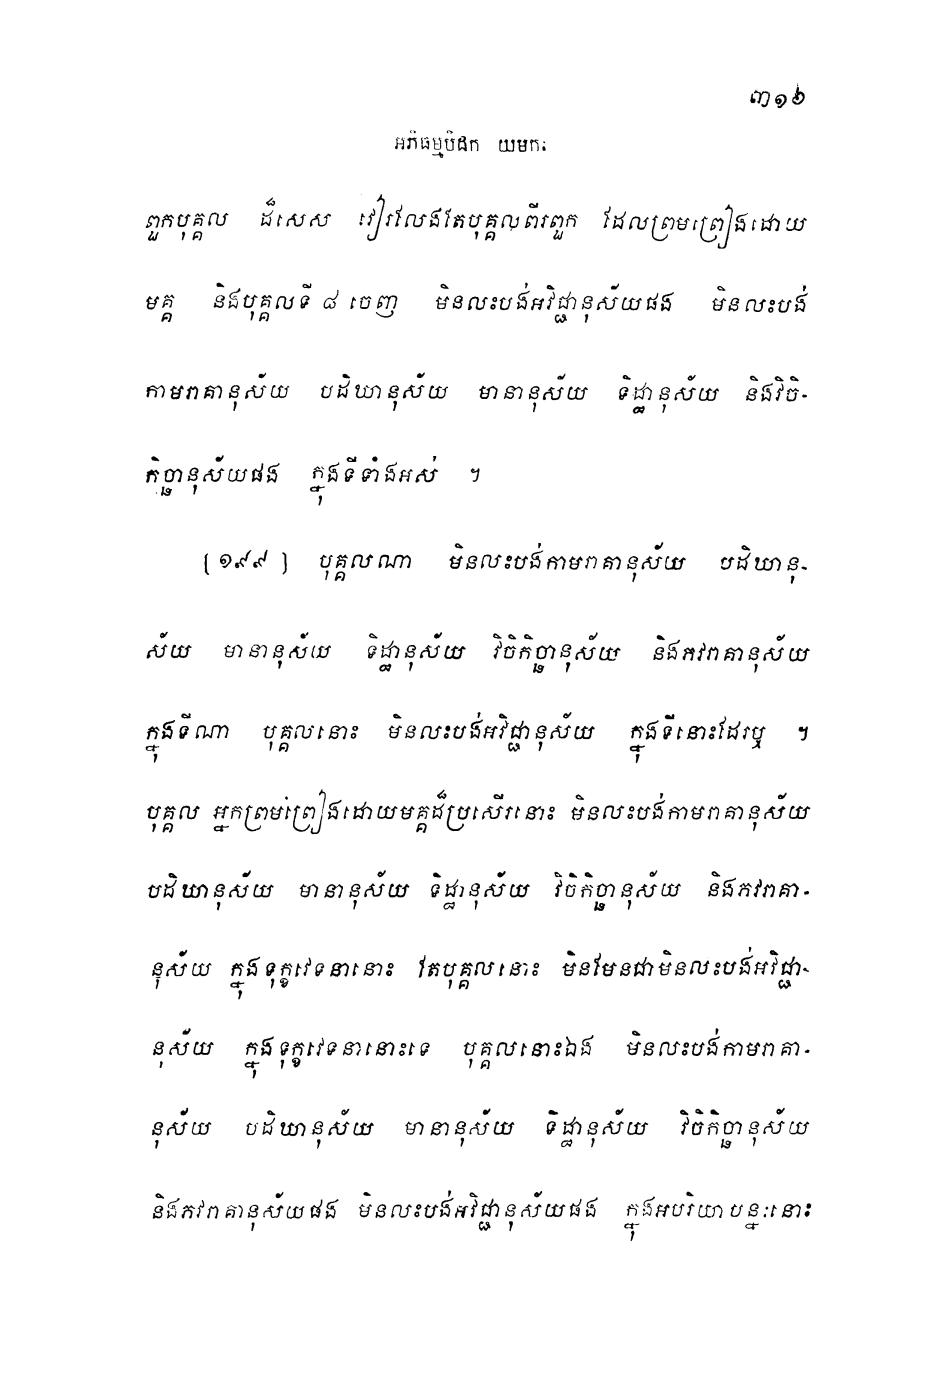 ៣១៦
អភិធម្មបិដក យមកៈ
ពួកបុគ្គល ដ៏សេស វៀរលែងតែបុគ្គលពីរពួក ដែលព្រមព្រៀងដោយ
មគ្គ និងបុគ្គលទី ៨ ចេញ មិនលះបង់អវិជ្ជានុស័យផង មិនលះបង់
កាមរាគានុស័យ បដិឃានុស័យ មានានុស័យ ទិដ្ឋានុស័យ និងវិចិ-
កិច្ឆានុស័យផង ក្នុងទីទាំងអស់ ។
[១៩៩] បុគ្គលណា មិនលះបង់កាមរាគានុស័យ បដិឃានុ-
ស័យ មានានុស័យ ទិដ្ឋានុស័យ វិចិកិច្ឆានុស័យ និងភវរាគានុស័យ
ក្នុងទីណា បុគ្គលនោះ មិនលះបង់អវិជ្ជានុស័យ ក្នុងទីនោះដែរឬ ។
បុគ្គល អ្នកព្រមព្រៀងដោយមគ្គដ៏ប្រសើរនោះ មិនលះបង់កាមរាគានុស័យ
បដិឃានុស័យ មានានុស័យ ទិដ្ឋានុស័យ វិចិកិច្ឆានុស័យ និងភវរាគា-
នុស័យ ក្នុងទុក្ខវេទនានោះ តែបុគ្គលនោះ មិនមែនជាមិនលះបង់អវិជ្ជា-
នុស័យ ក្នុងទុក្ខវេទនានោះទេ បុគ្គលនោះឯង មិនលះបង់កាមរាគា-
នុស័យ បដិឃានុស័យ មានានុស័យ ទិដ្ឋានុស័យ វិចិកិច្ឆានុស័យ
និងភវរាគានុស័យផង មិនលះបង់អវិជ្ជានុស័យផង ក្នុងអបរិយាបន្នៈនោះ